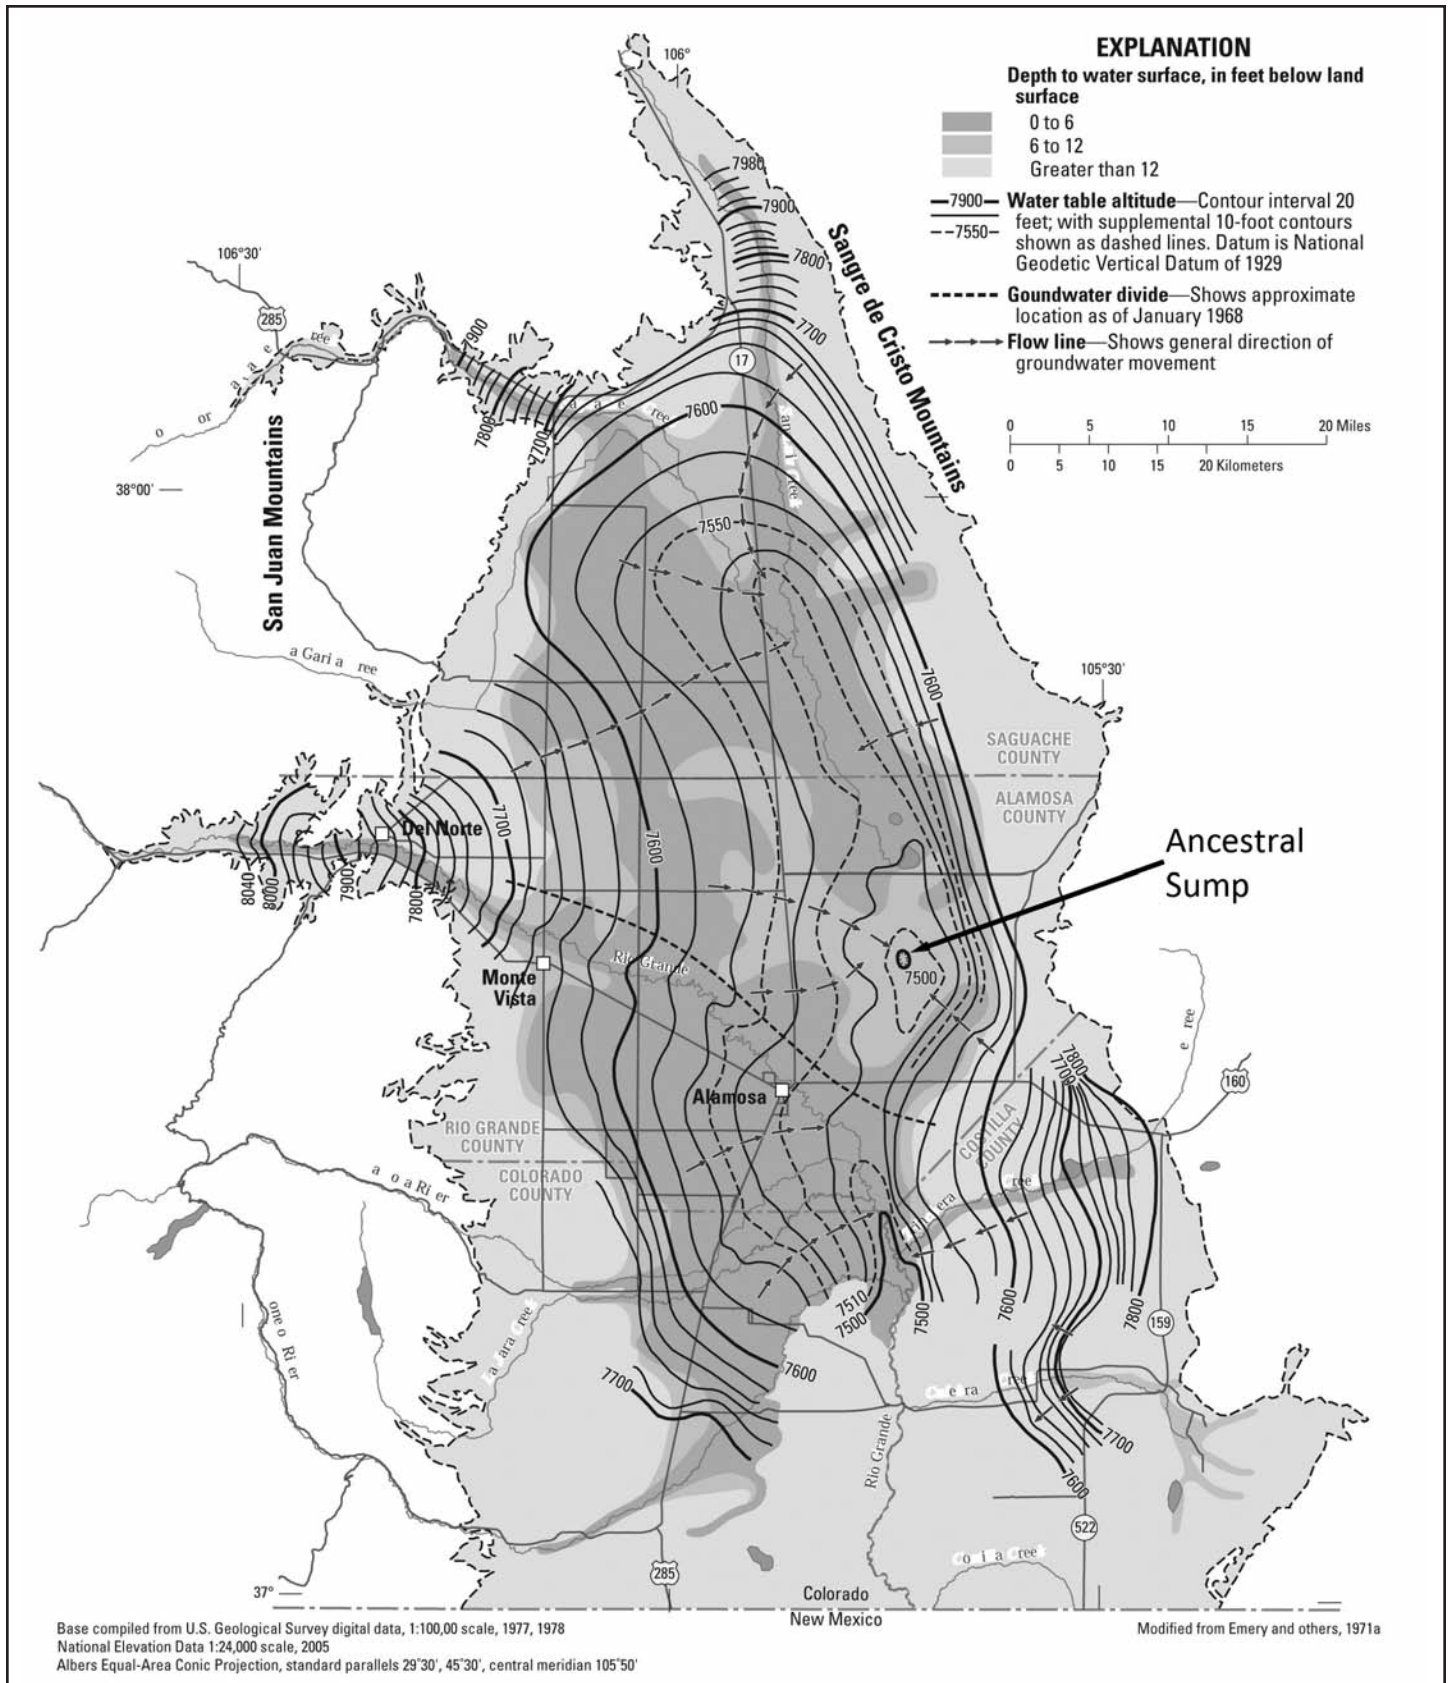 EXPLANATION
Depth to water surface, in feet below land
surface
0 to 6
6 to 12
Greater than 12
7900
Water table altitude—Contour interval 20
feet; with supplemental 10-foot contours
7550
shown as dashed lines. Datum is National
Geodetic Vertical Datum of 1929
Goundwater divide—Shows approximate
location as of January 1968
Flow line—Shows general direction of
groundwater movement
0 5 10 15 20 Miles
0 5 10 15 20 Kilometers
106°
7980
7900
7800
7700
Sangre de Cristo Mountains
106°30'
285
7900
7800
7700
17
7600
San Juan Mountains
38°00'
7550
105°30'
7600
SAGUACHE
COUNTY
ALAMOSA
COUNTY
Del Norte
7700
7600
8040
8000
7900
7800
Ancestral
Sump
7500
Rio Grande
Monte
Vista
Alamosa
7800
7700
160
RIO GRANDE
COUNTY
COLORADO
COUNTY
COSTILLA
COUNTY
7510
7500
7500
7600
7800
159
7700
7600
7700
7600
Rio Grande
522
285
37°
Colorado
New Mexico
Base compiled from U.S. Geological Survey digital data, 1:100,00 scale, 1977, 1978
National Elevation Data 1:24,000 scale, 2005
Albers Equal-Area Conic Projection, standard parallels 29°30', 45°30', central meridian 105°50'
Modified from Emery and others, 1971a